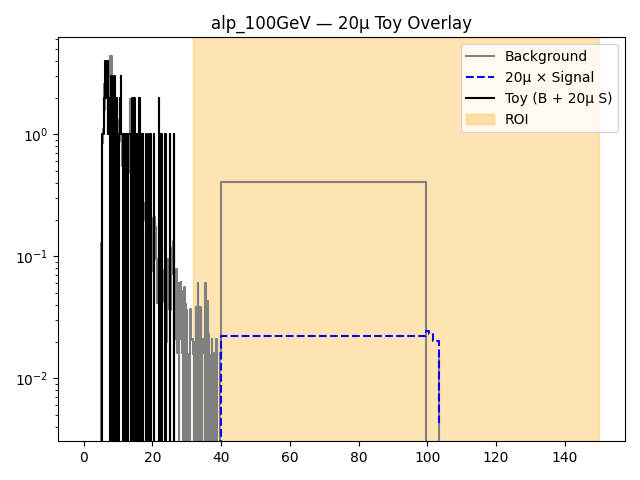 alp_100GeV — 20μ Toy Overlay
Background
20μ × Signal
Toy (B + 20μ S)
ROI
10⁰
10⁻¹
10⁻²
0 20 40 60 80 100 120 140